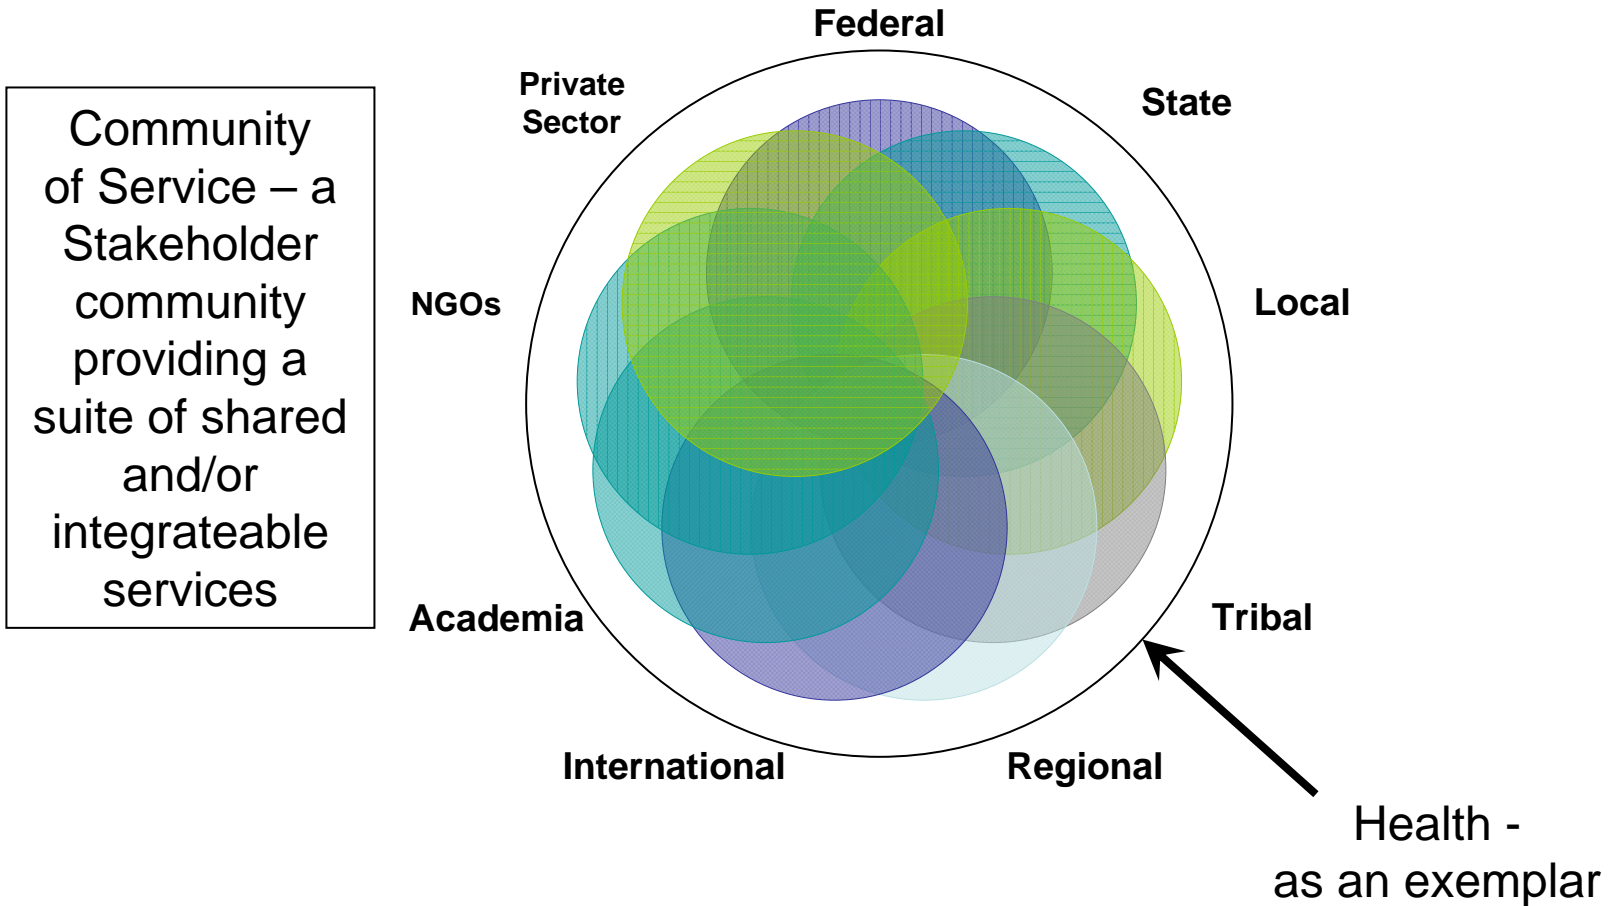 Community
of Service – a
Stakeholder
community
providing a
suite of shared
and/or
integrateable
services
Federal
Private
Sector
State
NGOs
Local
Academia
Tribal
International
Regional
Health -
as an exemplar